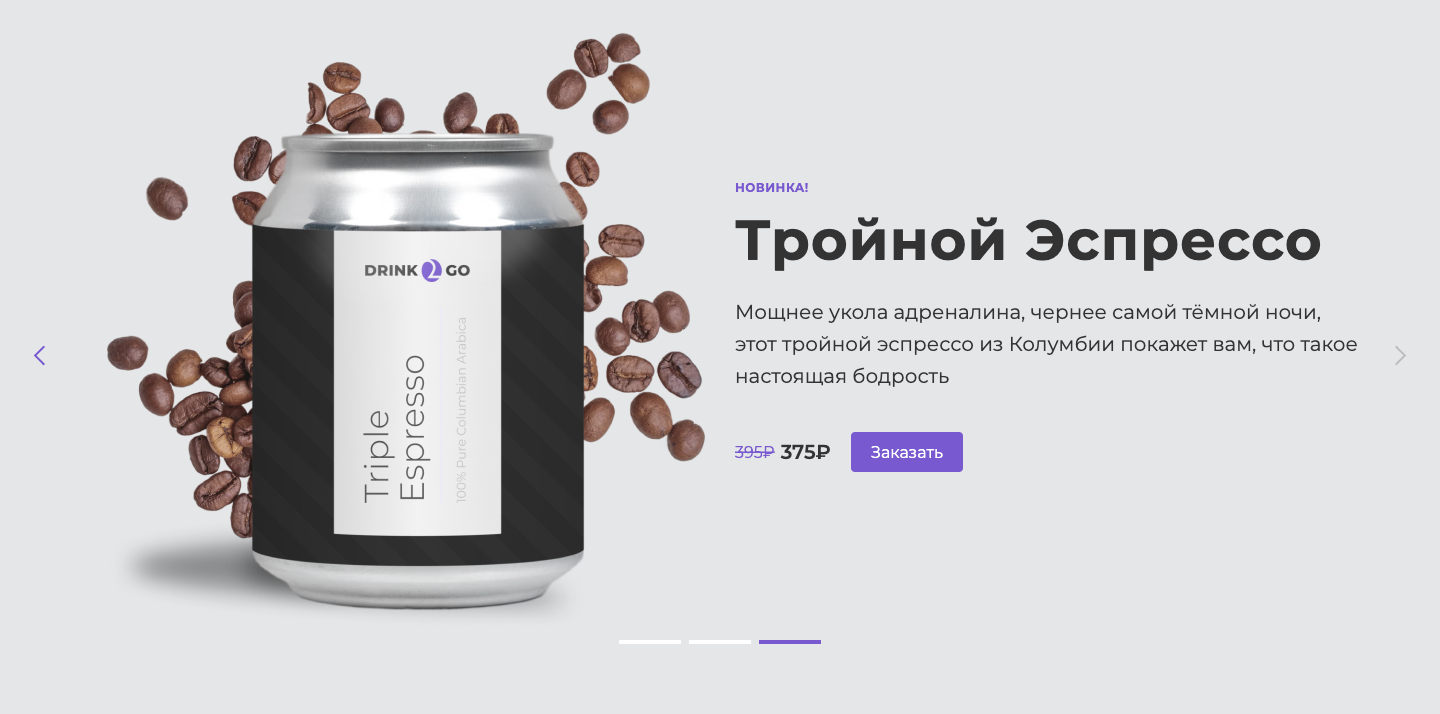 НОВИНКА!
Тройной Эспрессо
Мощнее укола адреналина, чернее самой тёмной ночи,
этот тройной эспрессо из Колумбии покажет вам, что такое
настоящая бодрость
395₽ 375₽ Заказать
DRINK 2 GO
Triple
Espresso
100% Pure Columbian Arabica